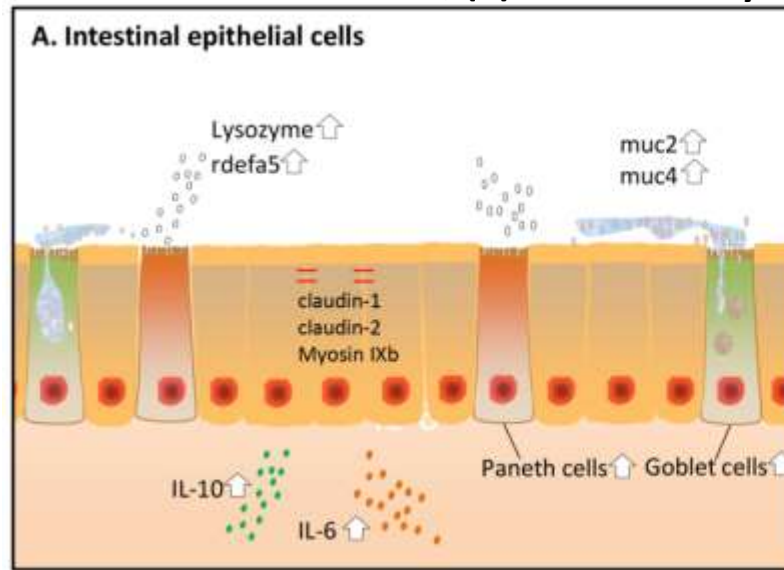 A. Intestinal epithelial cells
Lysozyme
rdefa5
muc2
muc4
claudin-1
claudin-2
Myosin IXb
Paneth cells
Goblet cells
IL-10
IL-6